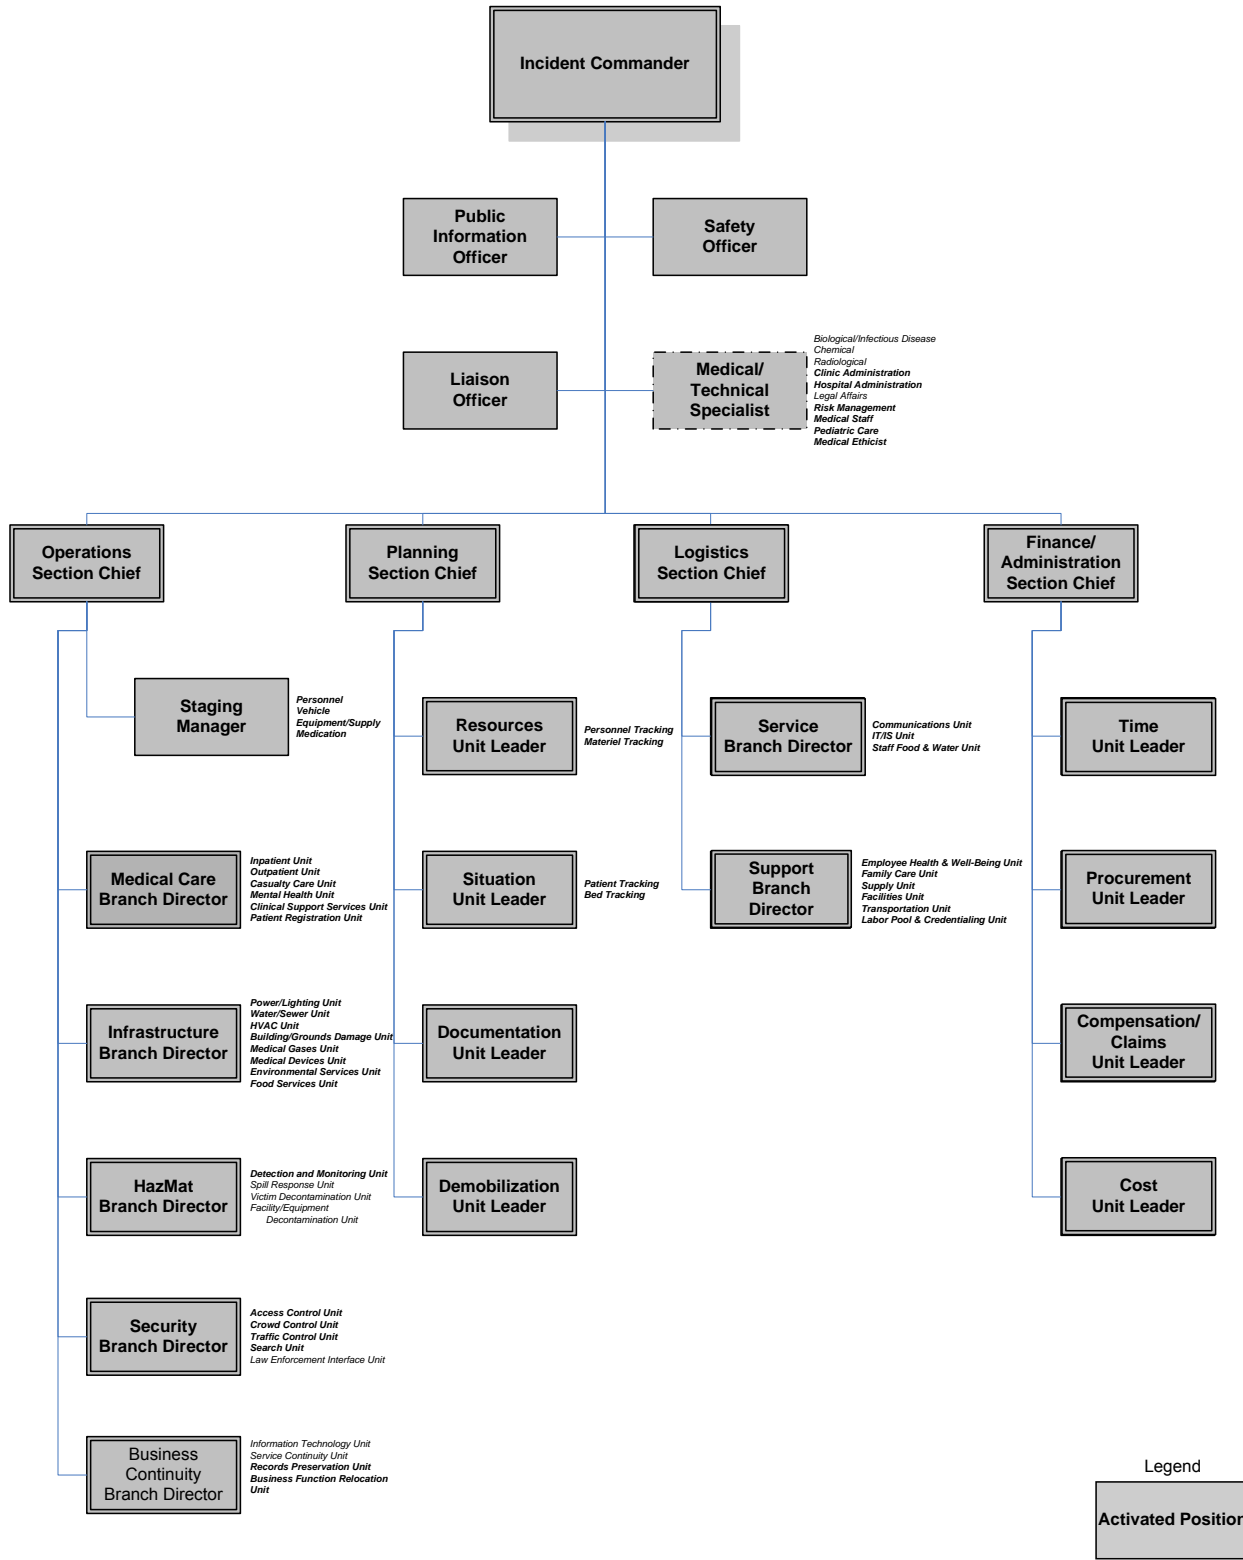 Incident Commander
Public
Information
Officer
Safety
Officer
Liaison
Officer
Medical/
Technical
Specialist
Biological/Infectious Disease
Chemical
Radiological
Clinic Administration
Hospital Administration
Legal Affairs
Risk Management
Medical Staff
Pediatric Care
Medical Ethicist
Operations
Section Chief
Planning
Section Chief
Logistics
Section Chief
Finance/
Administration
Section Chief
Staging
Manager
Personnel
Vehicle
Equipment/Supply
Medication
Resources
Unit Leader
Personnel Tracking
Materiel Tracking
Service
Branch Director
Communications Unit
IT/IS Unit
Staff Food & Water Unit
Time
Unit Leader
Medical Care
Branch Director
Inpatient Unit
Outpatient Unit
Casualty Care Unit
Mental Health Unit
Clinical Support Services Unit
Patient Registration Unit
Situation
Unit Leader
Patient Tracking
Bed Tracking
Support
Branch
Director
Employee Health & Well-Being Unit
Family Care Unit
Supply Unit
Facilities Unit
Transportation Unit
Labor Pool & Credentialing Unit
Procurement
Unit Leader
Infrastructure
Branch Director
Power/Lighting Unit
Water/Sewer Unit
HVAC Unit
Building/Grounds Damage Unit
Medical Gases Unit
Medical Devices Unit
Environmental Services Unit
Food Services Unit
Documentation
Unit Leader
Compensation/
Claims
Unit Leader
HazMat
Branch Director
Detection and Monitoring Unit
Spill Response Unit
Victim Decontamination Unit
Facility/Equipment
Decontamination Unit
Demobilization
Unit Leader
Cost
Unit Leader
Security
Branch Director
Access Control Unit
Crowd Control Unit
Traffic Control Unit
Search Unit
Law Enforcement Interface Unit
Business
Continuity
Branch Director
Information Technology Unit
Service Continuity Unit
Records Preservation Unit
Business Function Relocation
Unit
Legend
Activated Position